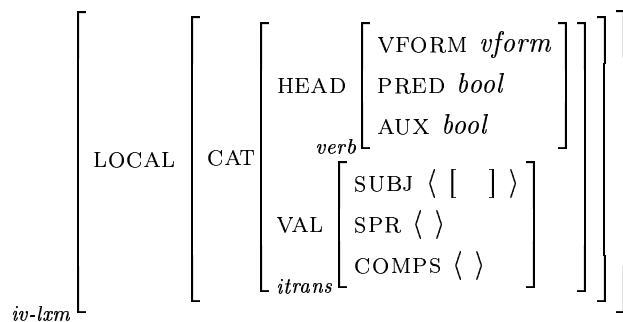 VFORM vform
HEAD PRED bool
AUX bool
verb
LOCAL CAT
SUBJ ⟨ [ ] ⟩
VAL SPR ⟨ ⟩
COMPS ⟨ ⟩
itrans
iv-lxm